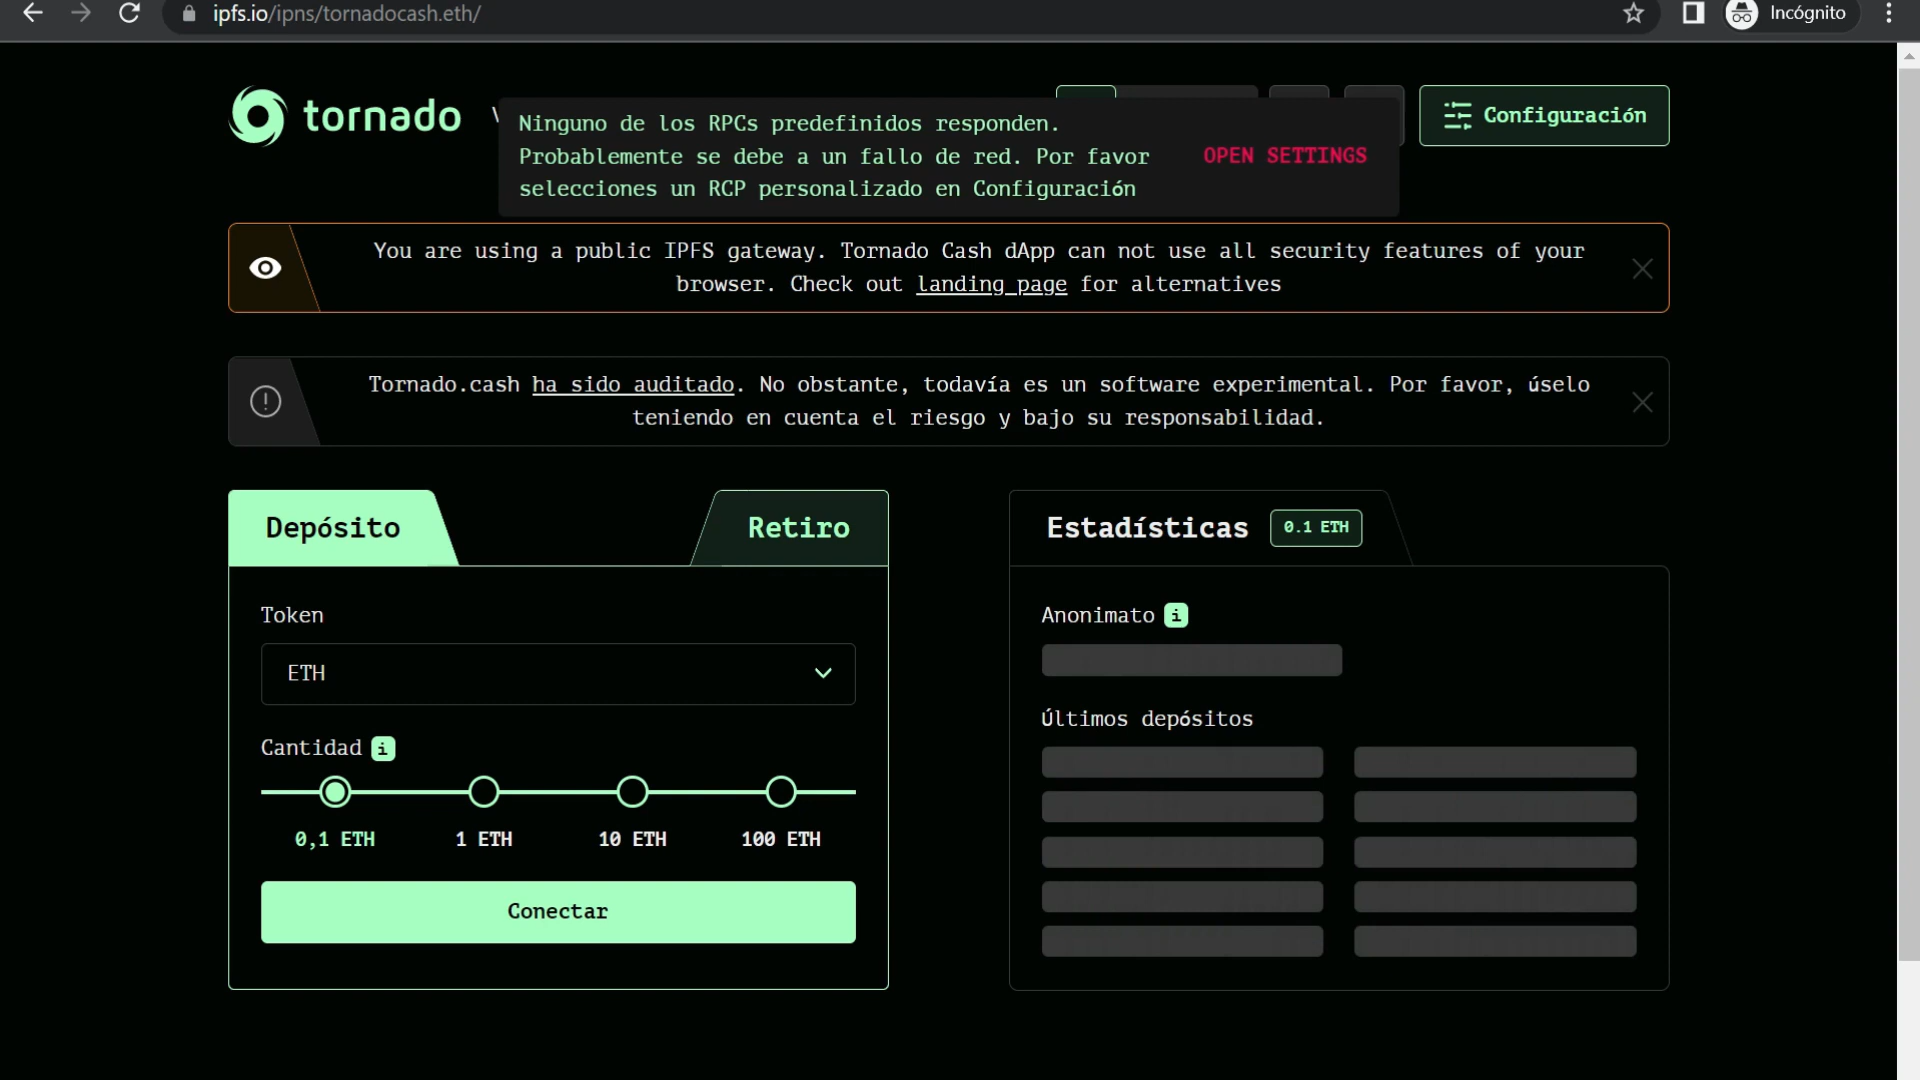 ipfs.io/ipns/tornadocash.eth/
Incógnito
tornado
Configuración
Ninguno de los RPCs predefinidos responden.
Probablemente se debe a un fallo de red. Por favor
selecciones un RCP personalizado en Configuración
OPEN SETTINGS
You are using a public IPFS gateway. Tornado Cash dApp can not use all security features of your
browser. Check out landing page for alternatives
Tornado.cash ha sido auditado. No obstante, todavía es un software experimental. Por favor, úselo
teniendo en cuenta el riesgo y bajo su responsabilidad.
Depósito
Retiro
Token
ETH
Cantidad i
0,1 ETH 1 ETH 10 ETH 100 ETH
Conectar
Estadísticas 0.1 ETH
Anonimato i
Últimos depósitos